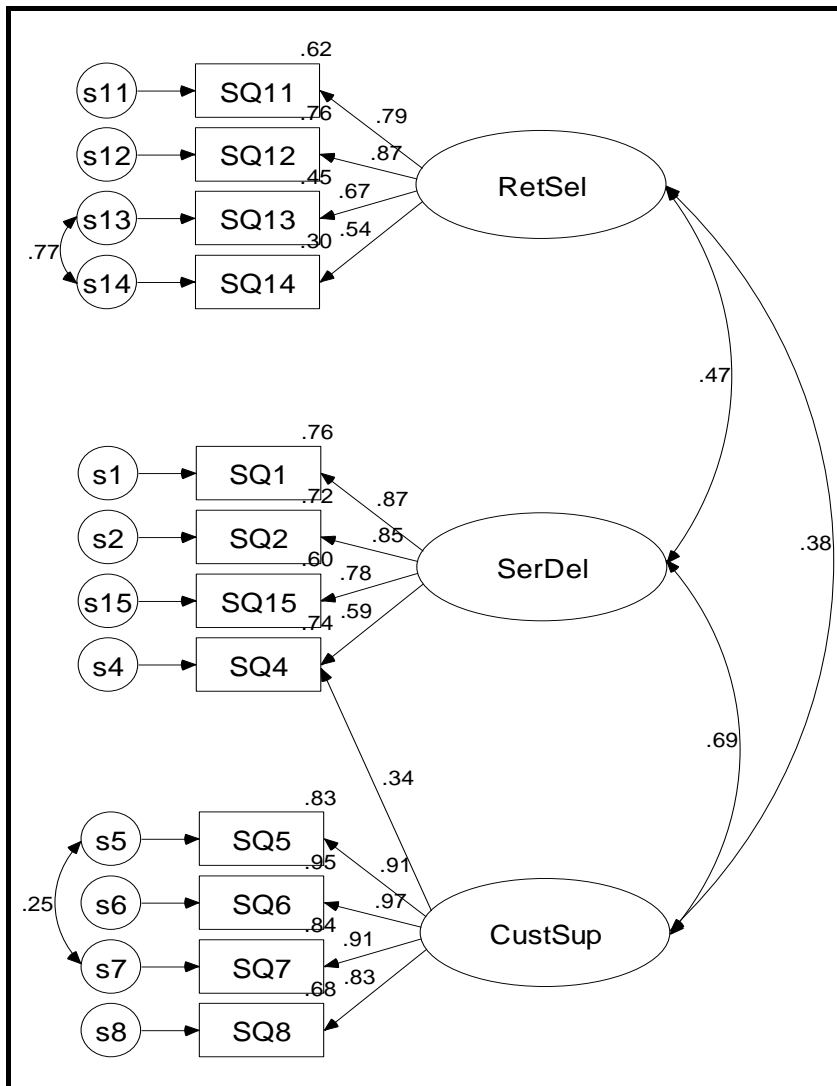 .62
s11 SQ11 .79
.76
s12 SQ12 .87 RetSel
.45
s13 SQ13 .67
.30 .54
.77
s14 SQ14
.47
.38
.76
s1 SQ1 .87
.72
s2 SQ2 .85 SerDel
.60
s15 SQ15 .78
.74 .59
s4 SQ4
.69
.34
.83
s5 SQ5 .91
.95
.25 s6 SQ6 .97 CustSup
.84
s7 SQ7 .91
.68 .83
s8 SQ8